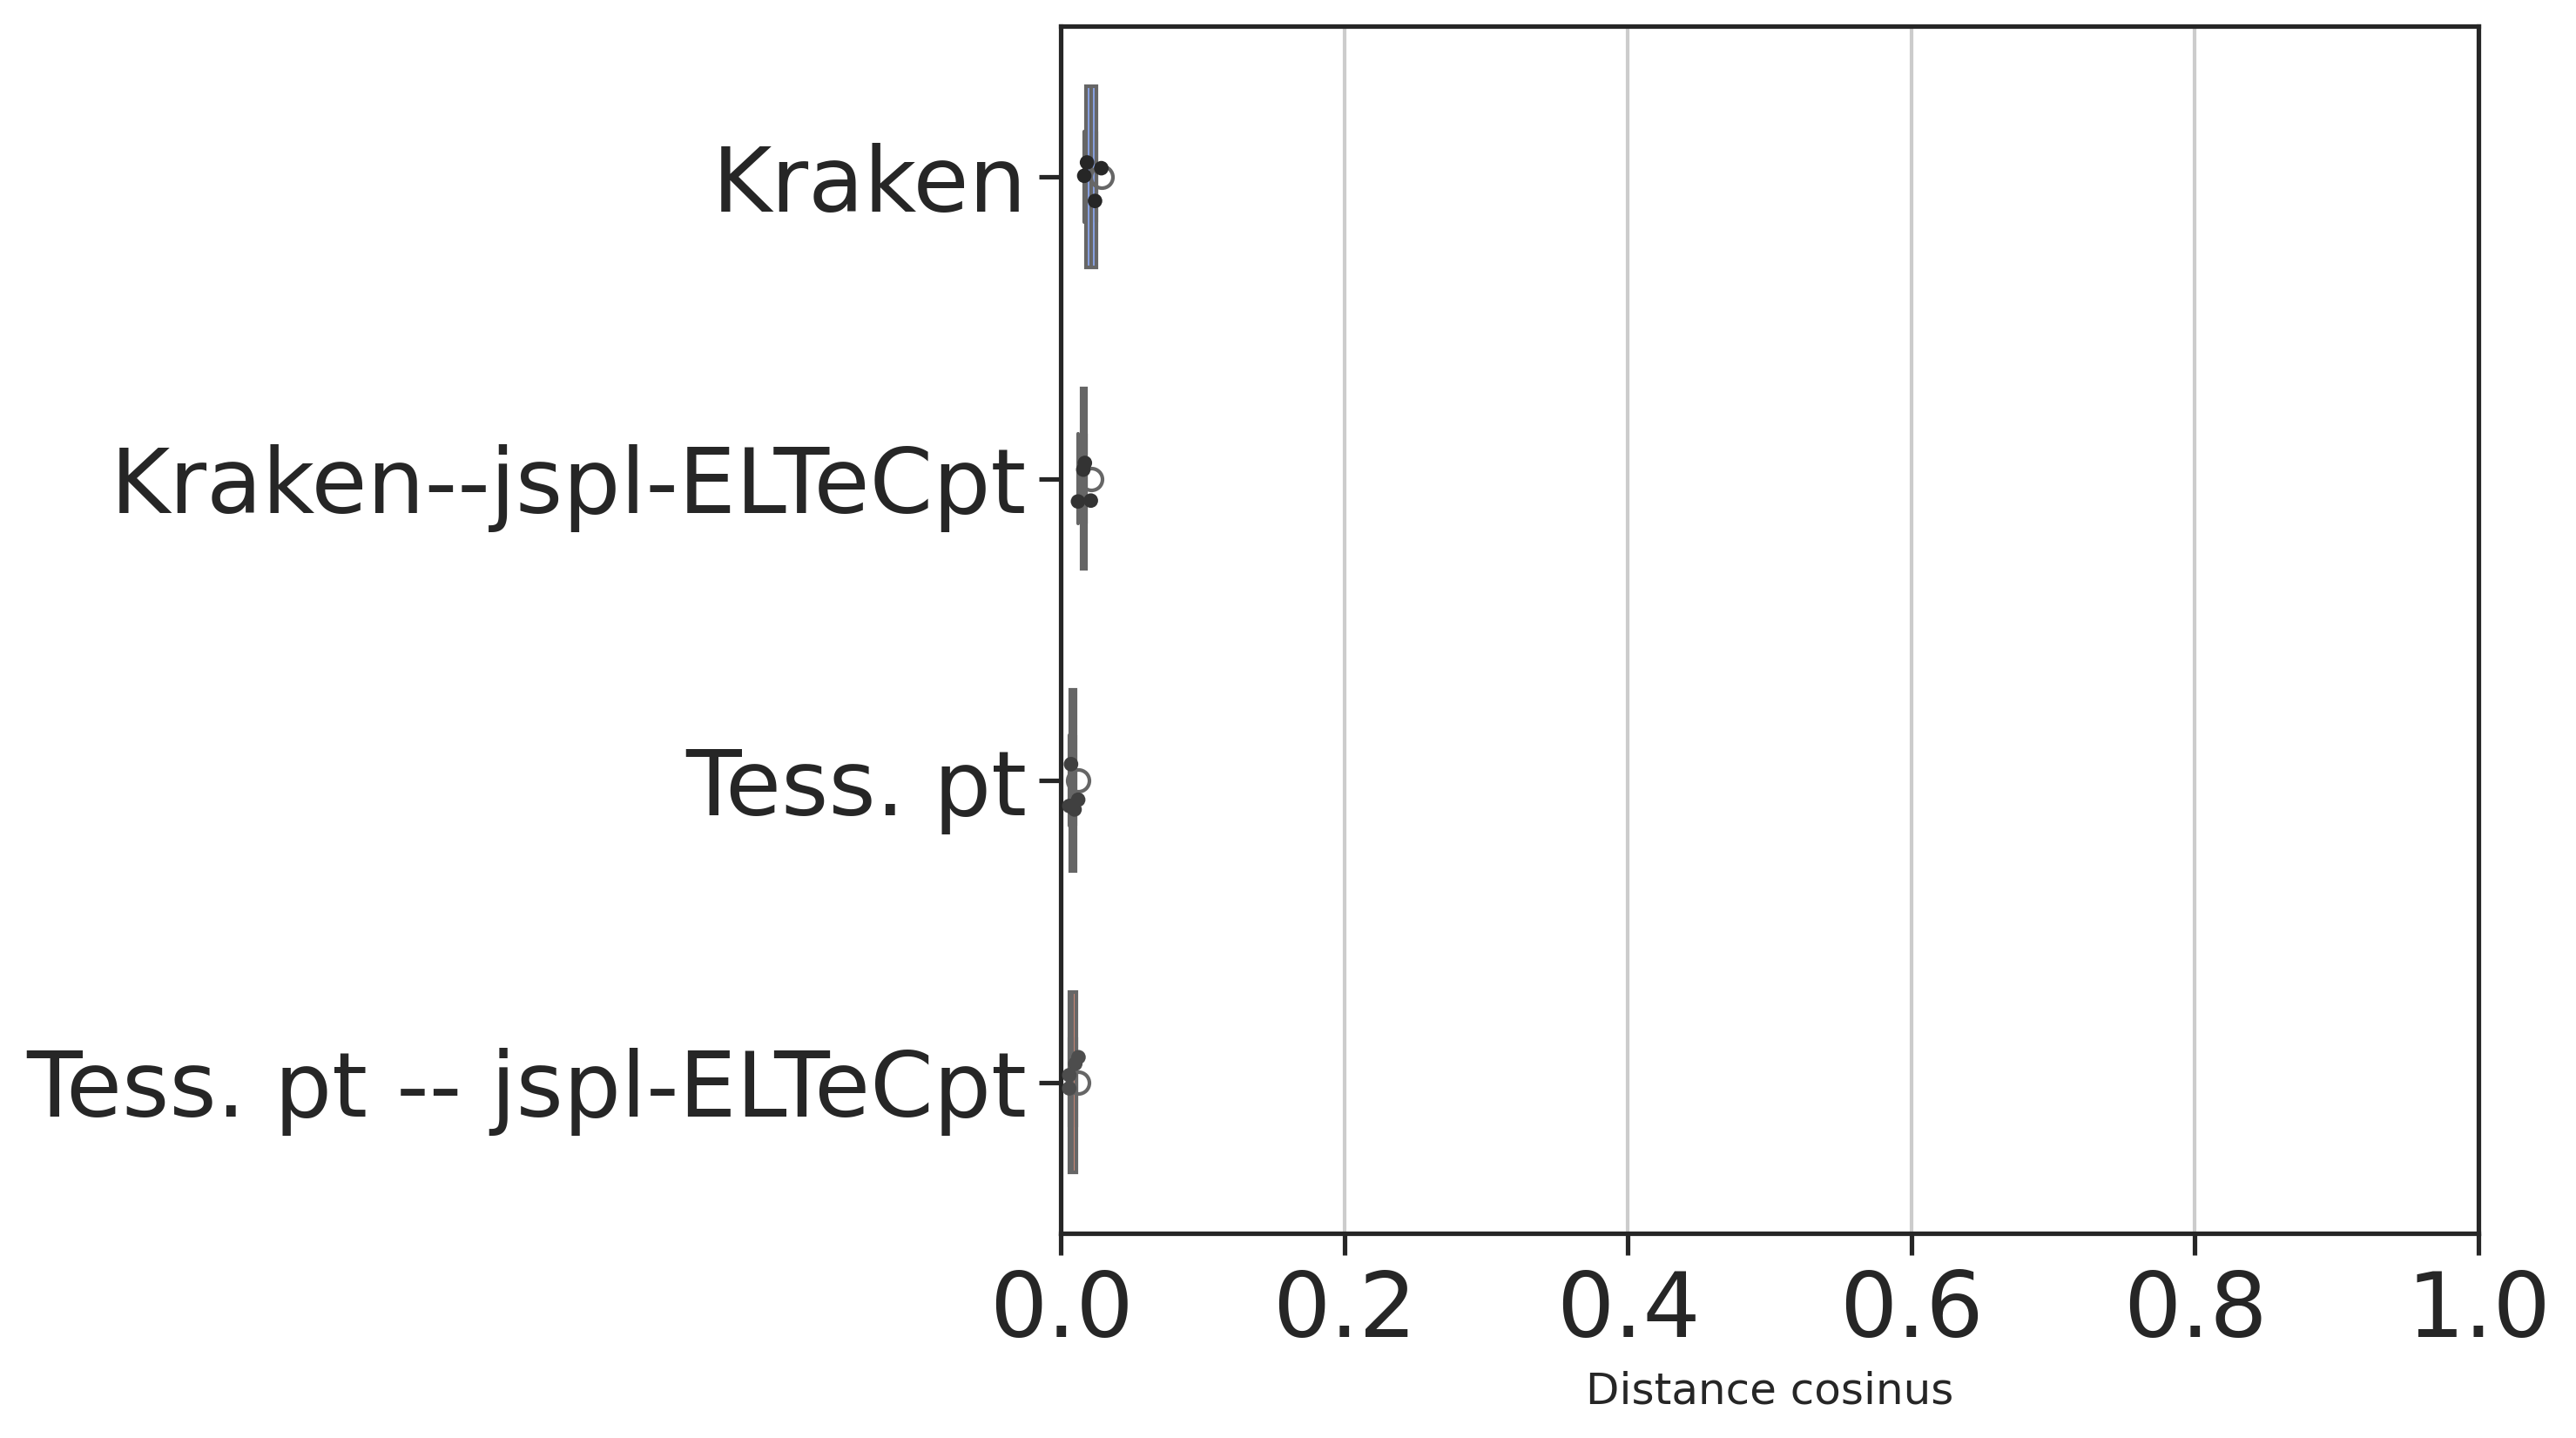 Kraken
Kraken--jspl-ELTeCpt
Tess. pt
Tess. pt -- jspl-ELTeCpt
0.0 0.2 0.4 0.6 0.8 1.0
Distance cosinus